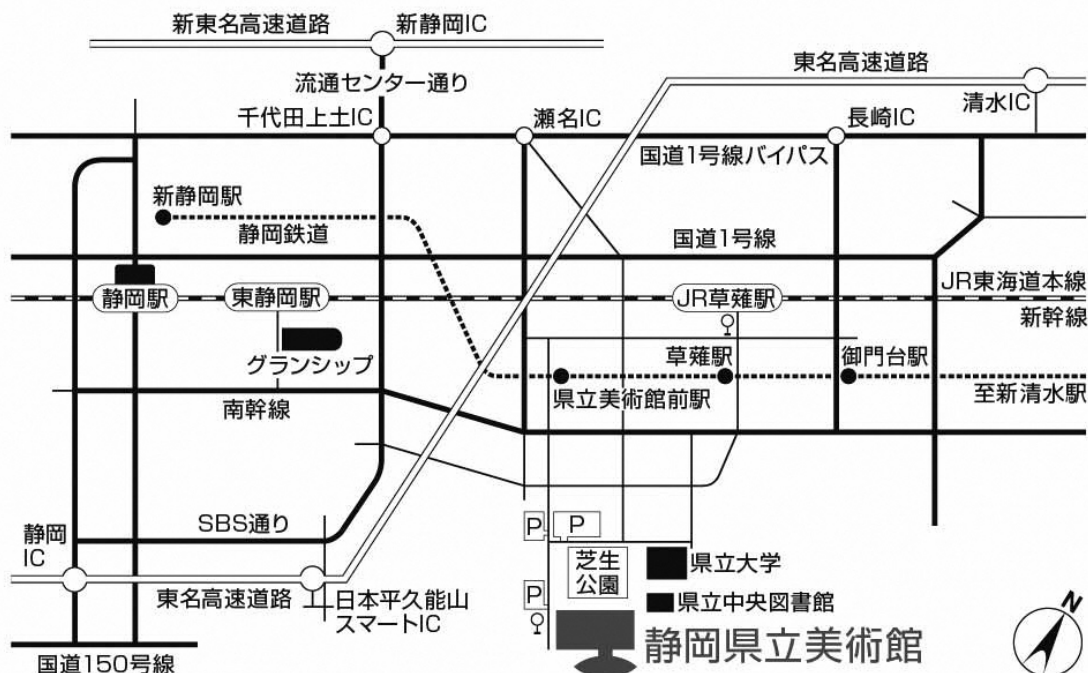 新東名高速道路
新静岡IC
流通センター通り
東名高速道路
清水IC
千代田上土IC
瀬名IC
長崎IC
国道1号線バイパス
新静岡駅
静岡鉄道
国道1号線
JR東海道本線
静岡駅
東静岡駅
JR草薙駅
新幹線
グランシップ
草薙駅
御門台駅
県立美術館前駅
至新清水駅
南幹線
SBS通り
静岡
IC
P
P
芝生
公園
県立大学
P
県立中央図書館
東名高速道路
日本平久能山
スマートIC
静岡県立美術館
N
国道150号線